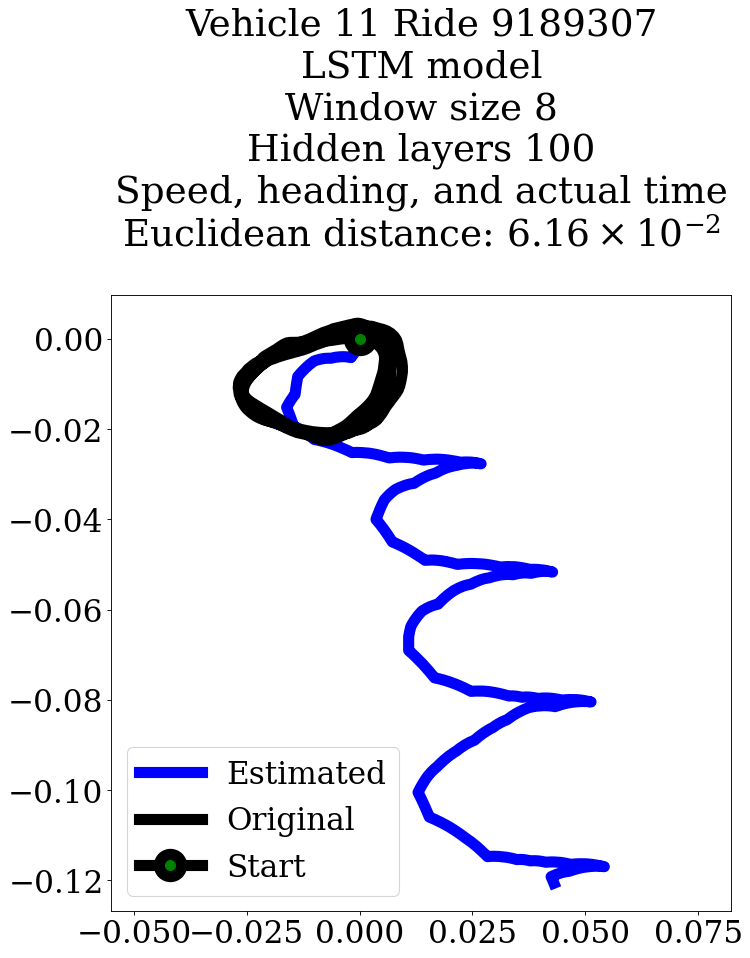 Vehicle 11 Ride 9189307
LSTM model
Window size 8
Hidden layers 100
Speed, heading, and actual time
Euclidean distance: 6.16 × 10⁻²
0.00
−0.02
−0.04
−0.06
−0.08
−0.10
−0.12
Estimated
Original
Start
−0.050 −0.025 0.000 0.025 0.050 0.075